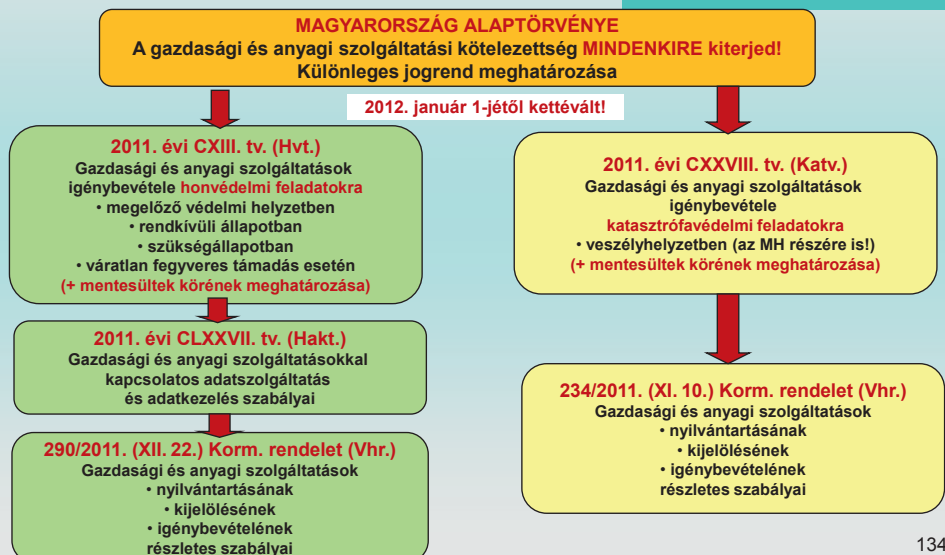 MAGYARORSZÁG ALAPTÖRVÉNYE
A gazdasági és anyagi szolgáltatási kötelezettség MINDENKIRE kiterjed!
Különleges jogrend meghatározása
2012. január 1-jétől kettévált!
2011. évi CXIII. tv. (Hvt.)
Gazdasági és anyagi szolgáltatások
igénybevétele honvédelmi feladatokra
• megelőző védelmi helyzetben
• rendkívüli állapotban
• szükségállapotban
• váratlan fegyveres támadás esetén
(+ mentesültek körének meghatározása)
2011. évi CLXXVII. tv. (Hakt.)
Gazdasági és anyagi szolgáltatásokkal
kapcsolatos adatszolgáltatás
és adatkezelés szabályai
290/2011. (XII. 22.) Korm. rendelet (Vhr.)
Gazdasági és anyagi szolgáltatások
• nyilvántartásának
• kijelölésének
• igénybevételének
részletes szabályai
2011. évi CXXVIII. tv. (Katv.)
Gazdasági és anyagi szolgáltatások
igénybevétele
katasztrófavédelmi feladatokra
• veszélyhelyzetben (az MH részére is!)
(+ mentesültek körének meghatározása)
234/2011. (XI. 10.) Korm. rendelet (Vhr.)
Gazdasági és anyagi szolgáltatások
• nyilvántartásának
• kijelölésének
• igénybevételének
részletes szabályai
134